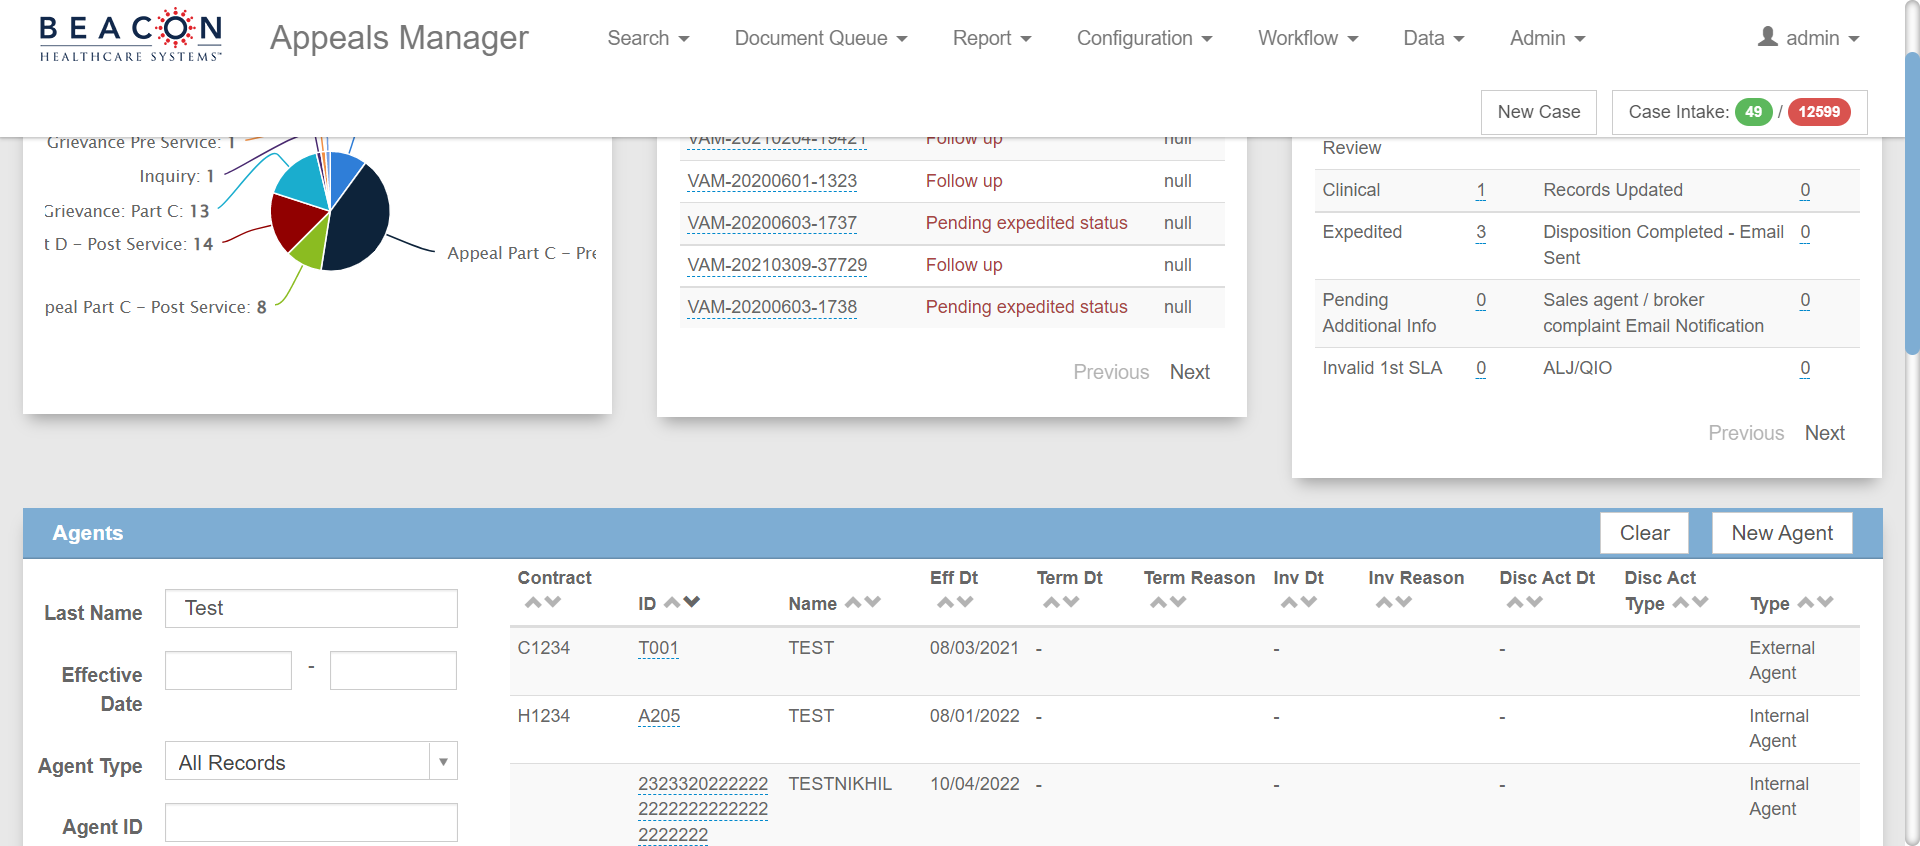 BEACON
HEALTHCARE SYSTEMS
Appeals Manager
Search
Document Queue
Report
Configuration
Workflow
Data
Admin
admin
New Case
Case Intake: 49 / 12599
Grievance Pre Service: 1
Inquiry: 1
Grievance: Part C: 13
t D – Post Service: 14
peal Part C – Post Service: 8
Appeal Part C – Pre
VAM-20210204-19421 Follow up null
VAM-20200601-1323 Follow up null
VAM-20200603-1737 Pending expedited status null
VAM-20210309-37729 Follow up null
VAM-20200603-1738 Pending expedited status null
Previous Next
Review
Clinical 1 Records Updated 0
Expedited 3 Disposition Completed - Email 0
Sent
Pending 0 Sales agent / broker 0
Additional Info complaint Email Notification
Invalid 1st SLA 0 ALJ/QIO 0
Previous Next
Agents
Clear
New Agent
Last Name Test
Effective -
Date
Agent Type All Records
Agent ID
Contract Eff Dt Term Dt Term Reason Inv Dt Inv Reason Disc Act Dt Disc Act
ID Name Type Type
C1234 T001 TEST 08/03/2021 - - - External
Agent
H1234 A205 TEST 08/01/2022 - - - Internal
Agent
2323320222222 TESTNIKHIL 10/04/2022 - - - Internal
2222222222222 Agent
2222222